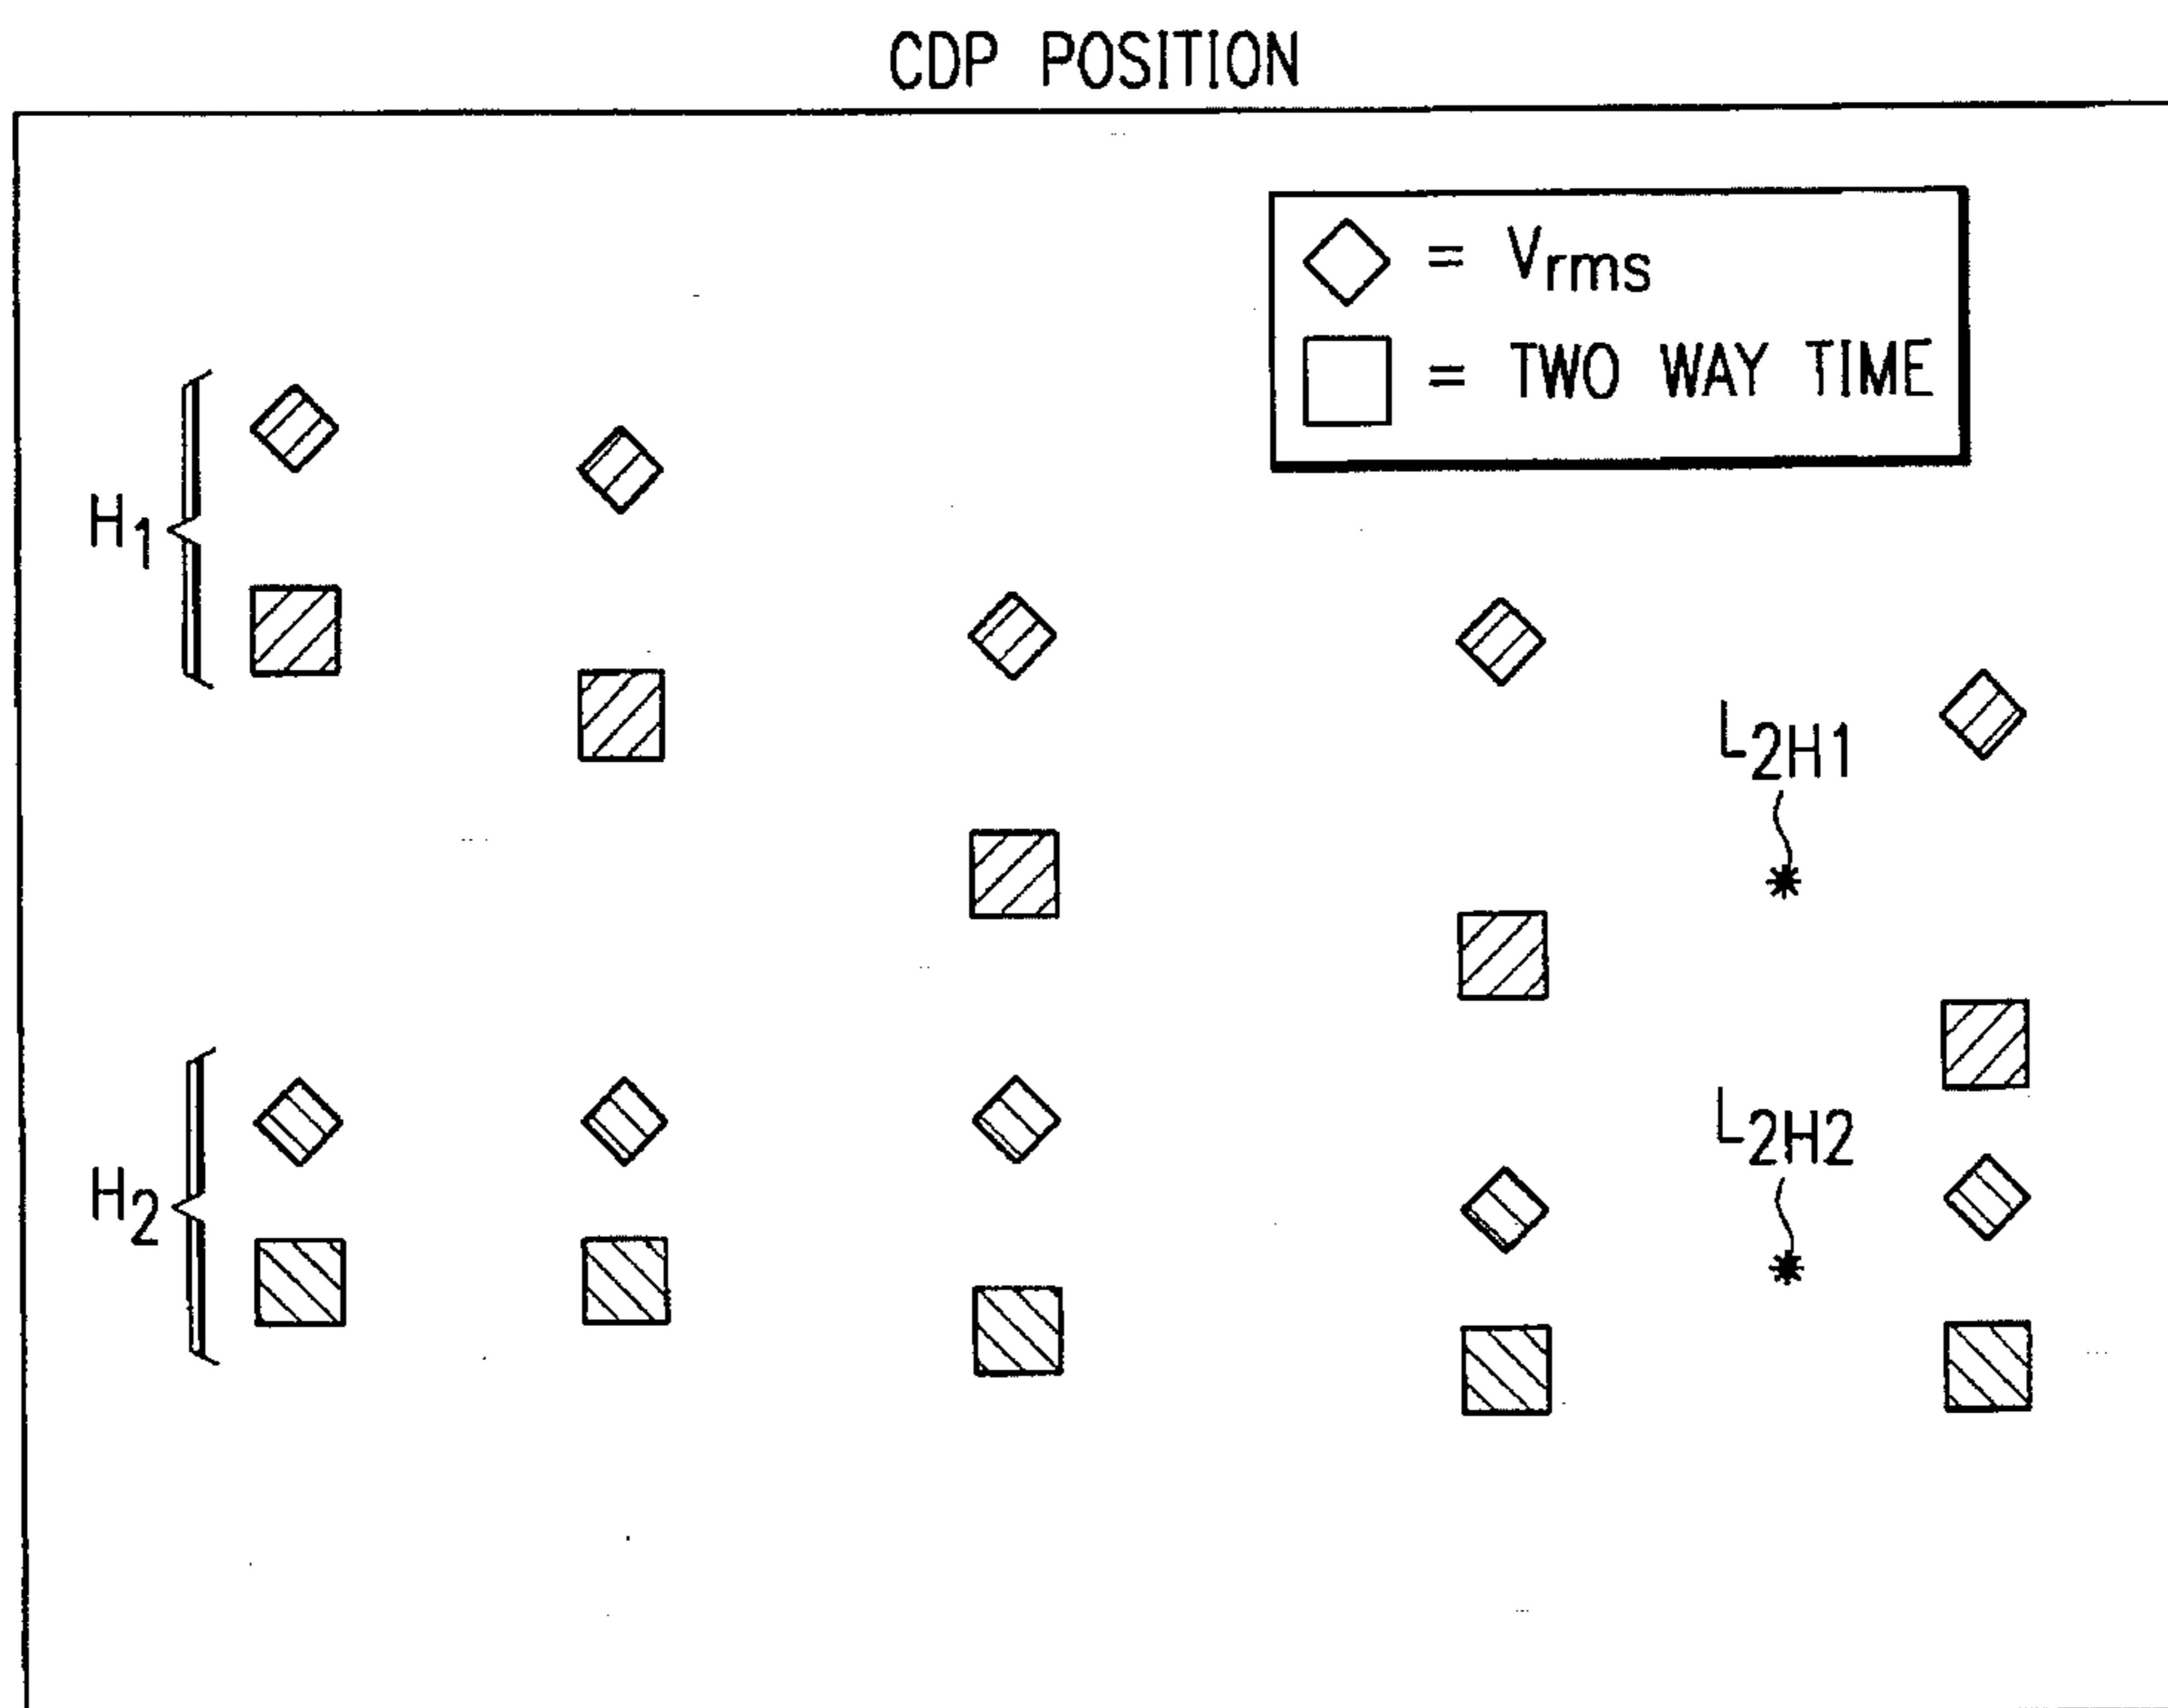 CDP POSITION
= Vrms
= TWO WAY TIME
H1
L2H1
H2
L2H2